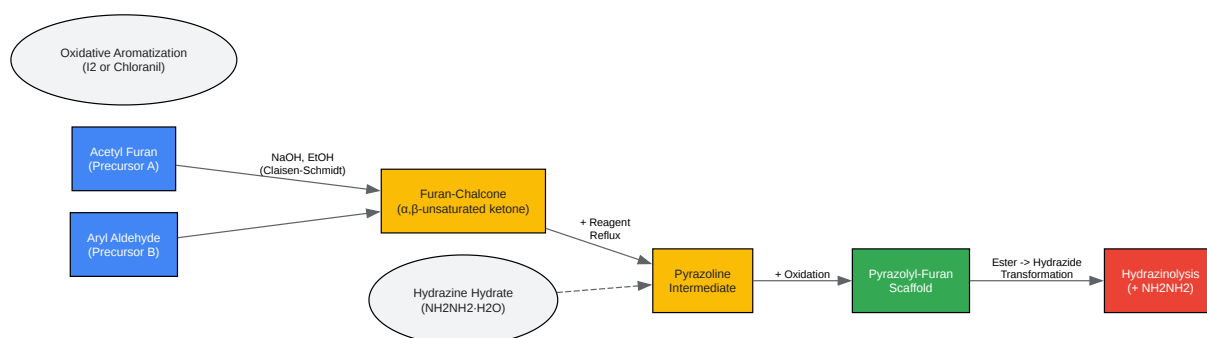 Oxidative Aromatization
(I2 or Chloranil)
Acetyl Furan
(Precursor A)
NaOH, EtOH
(Claisen-Schmidt)
Aryl Aldehyde
(Precursor B)
Furan-Chalcone
(α,β-unsaturated ketone)
+ Reagent
Reflux
Hydrazine Hydrate
(NH2NH2·H2O)
Pyrazoline
Intermediate
+ Oxidation
Pyrazolyl-Furan
Scaffold
Ester -> Hydrazide
Transformation
Hydrazinolysis
(+ NH2NH2)